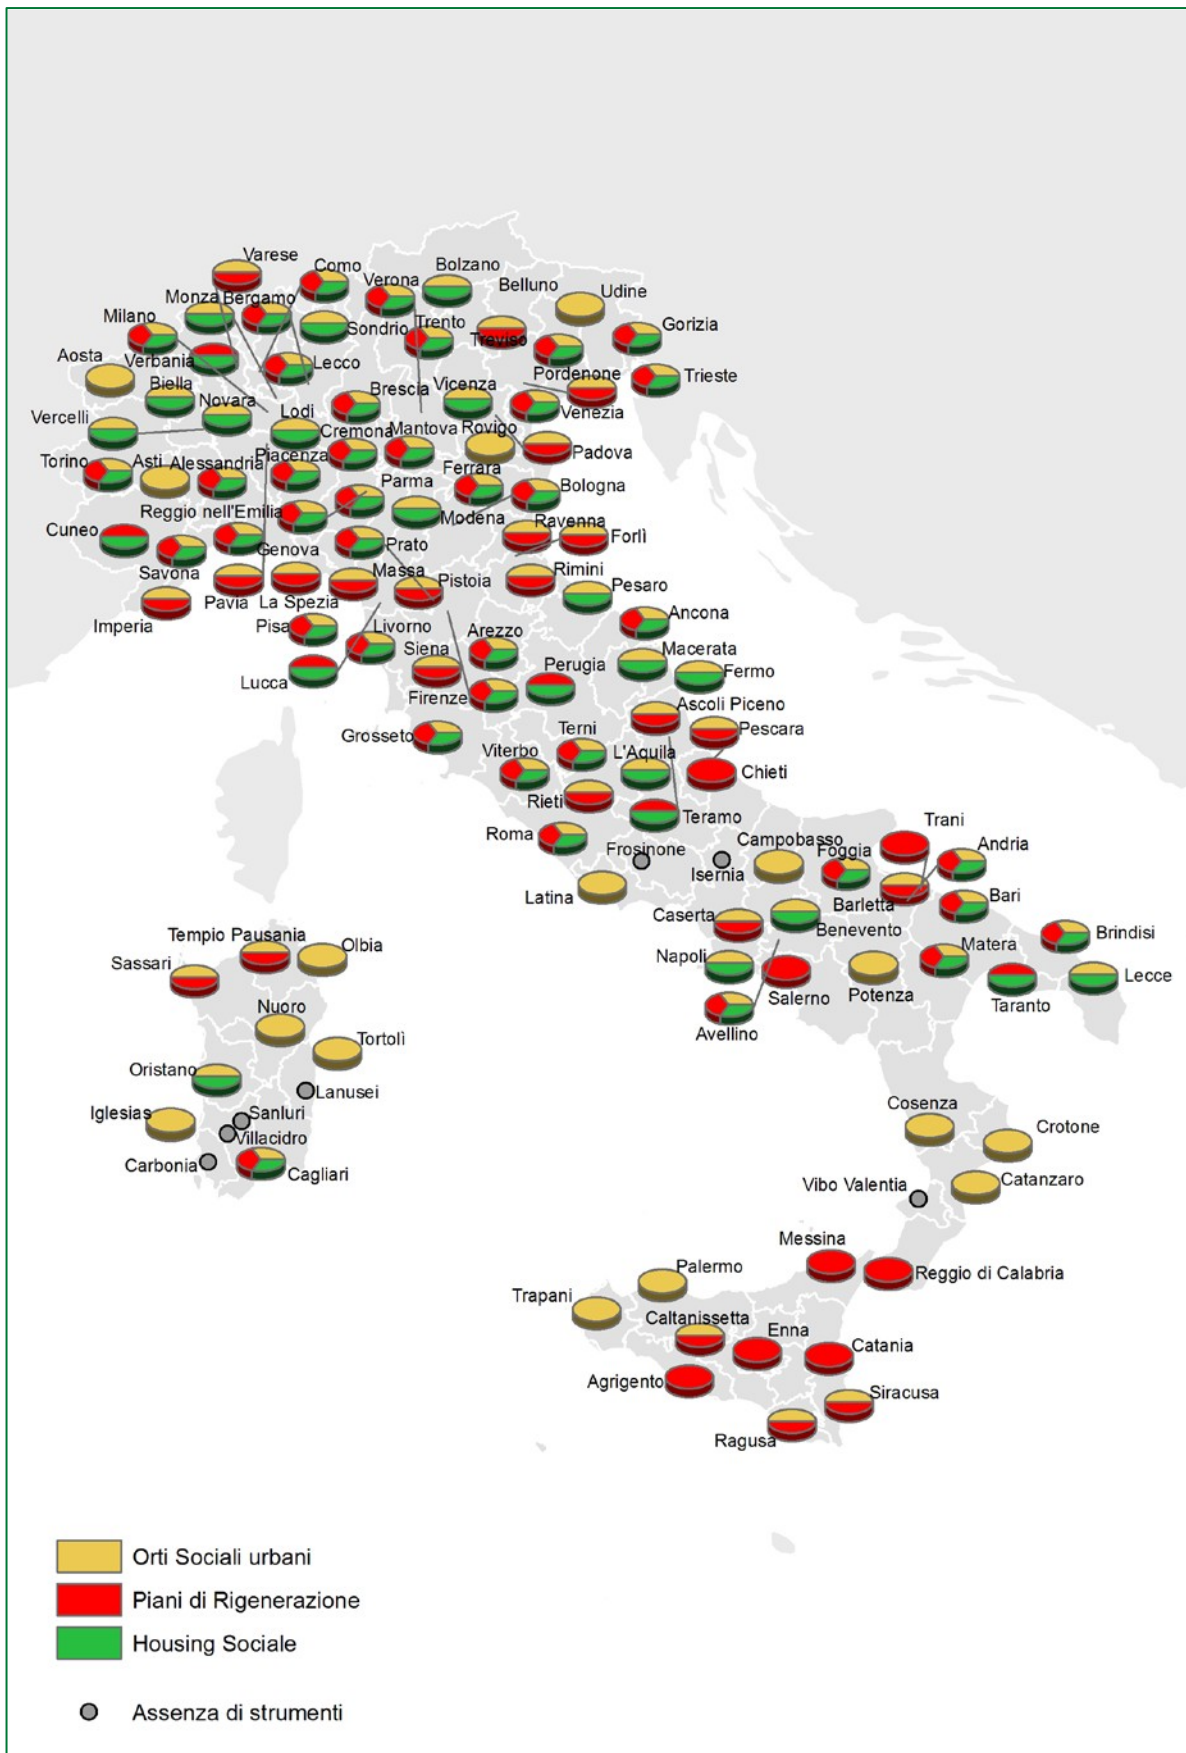 Varese
Como
Verona
Bolzano
Belluno
Udine
Monza
Bergamo
Milano
Sondrio
Trento
Treviso
Gorizia
Aosta
Verbania
Lecco
Pordenone
Trieste
Biella
Brescia
Vicenza
Venezia
Vercelli
Novara
Lodi
Cremona
Mantova
Rovigo
Padova
Torino
Asti
Alessandria
Piacenza
Ferrara
Bologna
Parma
Reggio nell'Emilia
Modena
Cuneo
Ravenna
Forlì
Savona
Genova
Prato
Massa
Pistoia
Rimini
Pesaro
Imperia
Pavia
La Spezia
Pisa
Livorno
Arezzo
Ancona
Siena
Macerata
Lucca
Firenze
Perugia
Fermo
Ascoli Piceno
Grosseto
Terni
Pescara
Viterbo
L'Aquila
Chieti
Rieti
Teramo
Roma
Frosinone
Isernia
Campobasso
Foggia
Trani
Andria
Latina
Barletta
Bari
Caserta
Benevento
Brindisi
Napoli
Matera
Salerno
Potenza
Taranto
Lecce
Avellino
Tempio Pausania
Olbia
Sassari
Nuoro
Tortolì
Oristano
Lanusei
Iglesias
Sanluri
Villacidro
Carbonia
Cagliari
Cosenza
Crotone
Catanzaro
Vibo Valentia
Messina
Reggio di Calabria
Palermo
Trapani
Caltanissetta
Enna
Catania
Agrigento
Siracusa
Ragusa
Orti Sociali urbani
Piani di Rigenerazione
Housing Sociale
Assenza di strumenti